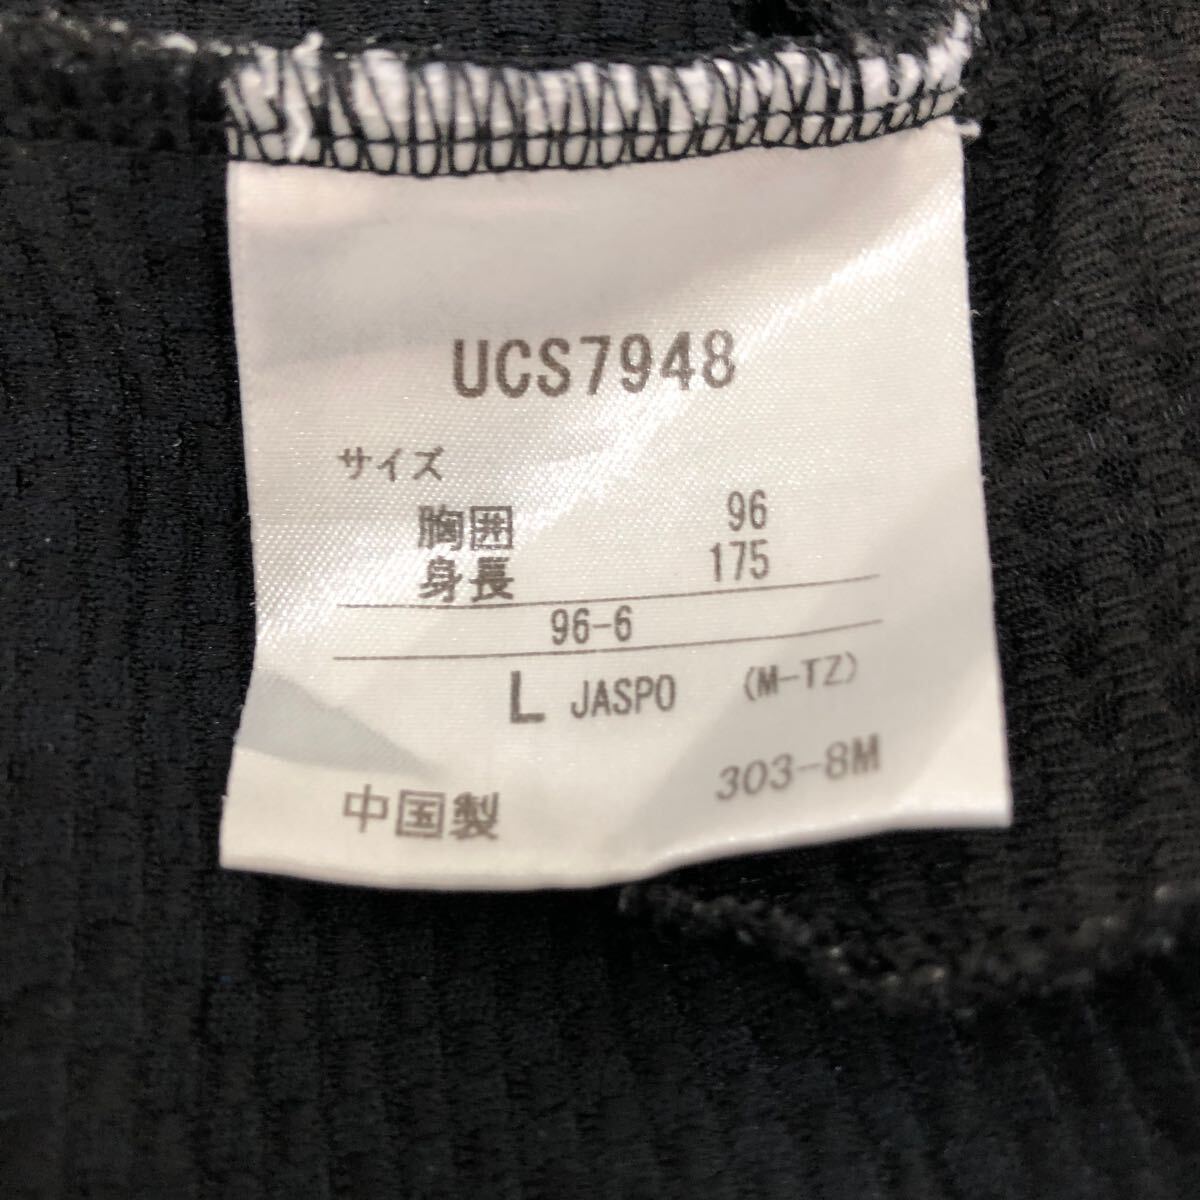 UCS7948
サイズ
胸囲 96
身長 175
96-6
L JASPO (M-TZ)
303-8M
中国製